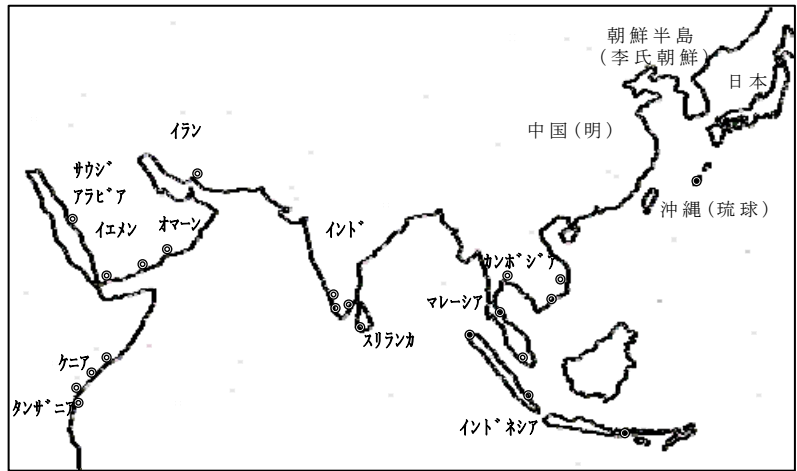 朝鮮半島
(李氏朝鮮)
日本
中国(明)
沖縄(琉球)
イラン
サウジ
アラビア
イエメン
オマーン
インド
カンボジア
マレーシア
スリランカ
ケニア
タンザニア
インドネシア